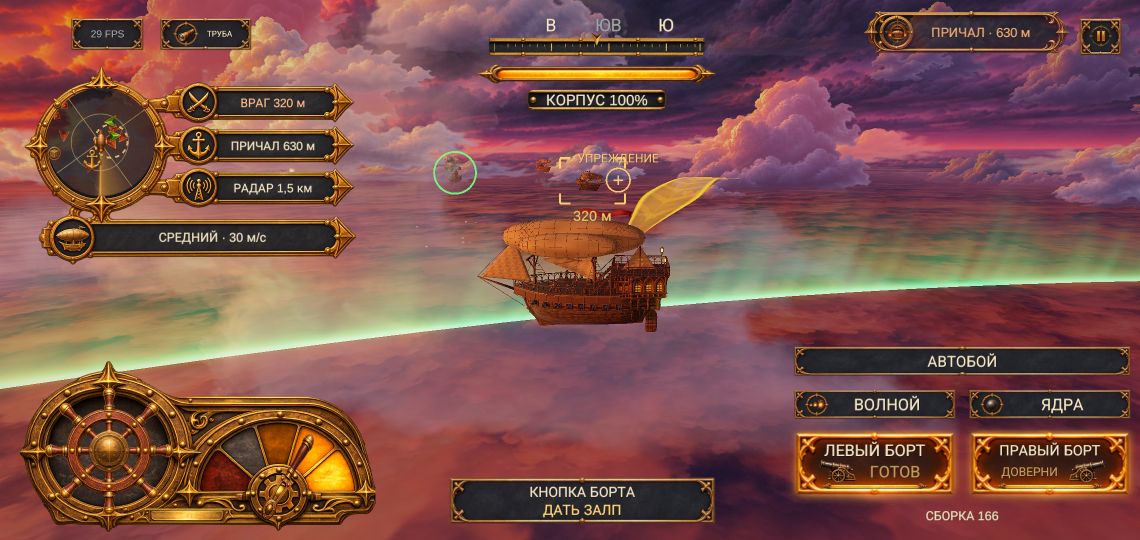 29 FPS
ТРУБА
В ЮВ Ю
ПРИЧАЛ · 630 м
КОРПУС 100%
ВРАГ 320 м
ПРИЧАЛ 630 м
РАДАР 1,5 км
СРЕДНИЙ · 30 м/с
УПРЕЖДЕНИЕ
320 м
АВТОБОЙ
ВОЛНОЙ
ЯДРА
ЛЕВЫЙ БОРТ
ГОТОВ
ПРАВЫЙ БОРТ
ДОВЕРНИ
КНОПКА БОРТА
ДАТЬ ЗАЛП
СБОРКА 166